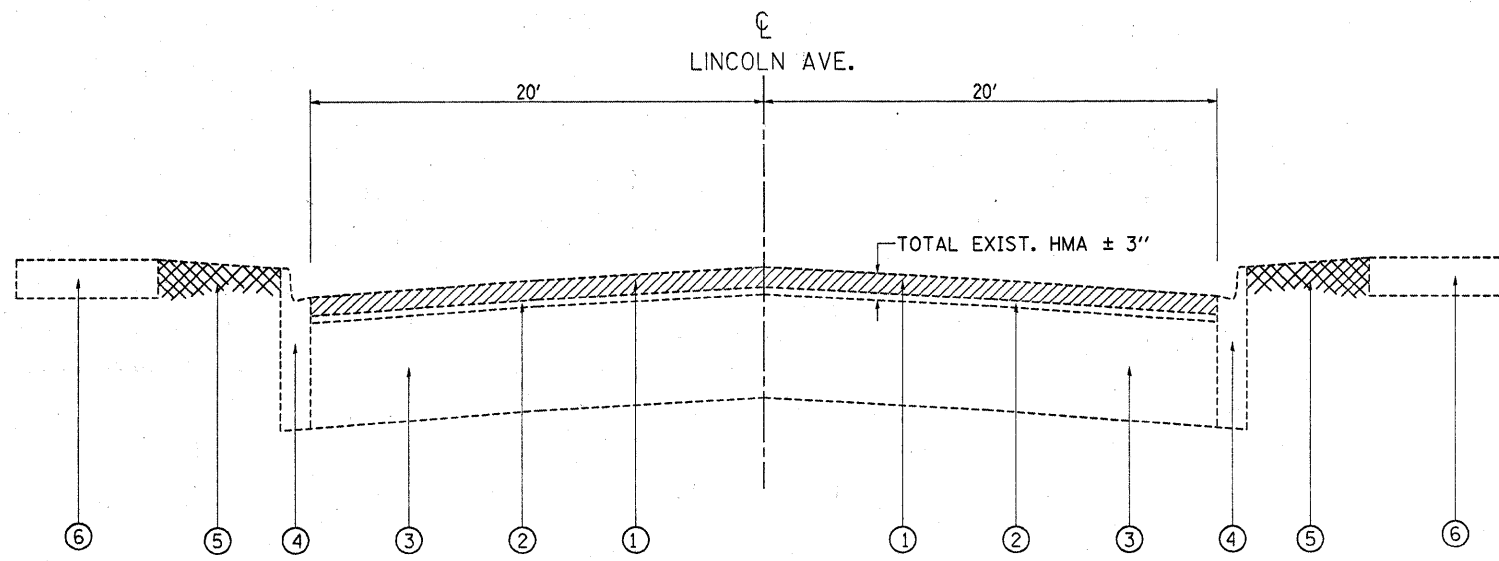 ℄
LINCOLN AVE.
20' 20'
TOTAL EXIST. HMA ± 3"
⑥ ⑤ ④ ③ ② ① ① ② ③ ④ ⑤ ⑥